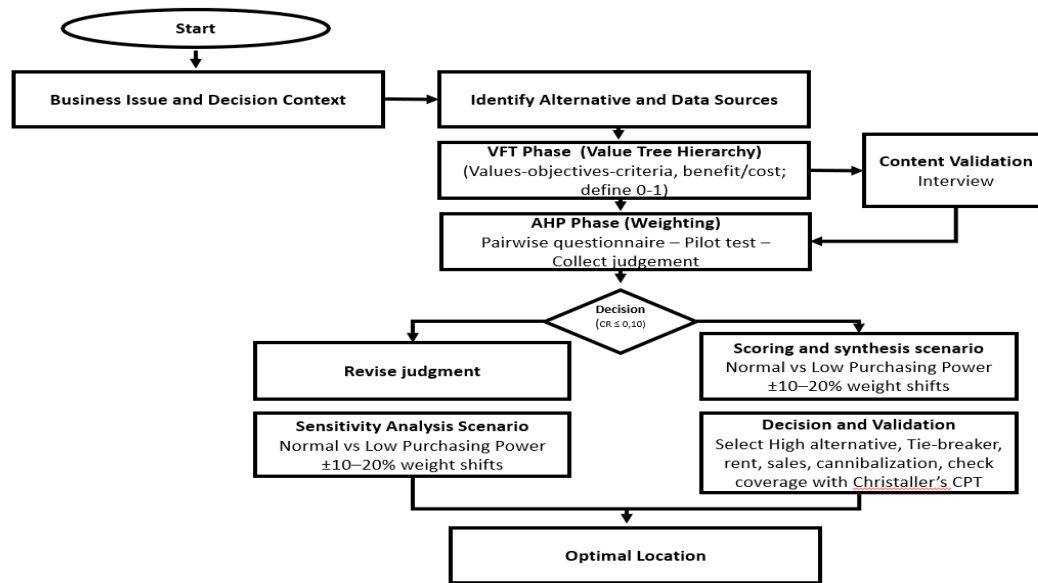 Start
Business Issue and Decision Context
Identify Alternative and Data Sources
VFT Phase  (Value Tree Hierarchy)
(Values-objectives-criteria, benefit/cost;
define 0-1)
Content Validation
Interview
AHP Phase (Weighting)
Pairwise questionnaire – Pilot test –
Collect judgement
Decision
(CR ≤ 0,10)
Revise judgment
Scoring and synthesis scenario
Normal vs Low Purchasing Power
±10–20% weight shifts
Sensitivity Analysis Scenario
Normal vs Low Purchasing Power
±10–20% weight shifts
Decision and Validation
Select High alternative, Tie-breaker,
rent, sales, cannibalization, check
coverage with Christaller’s CPT
Optimal Location